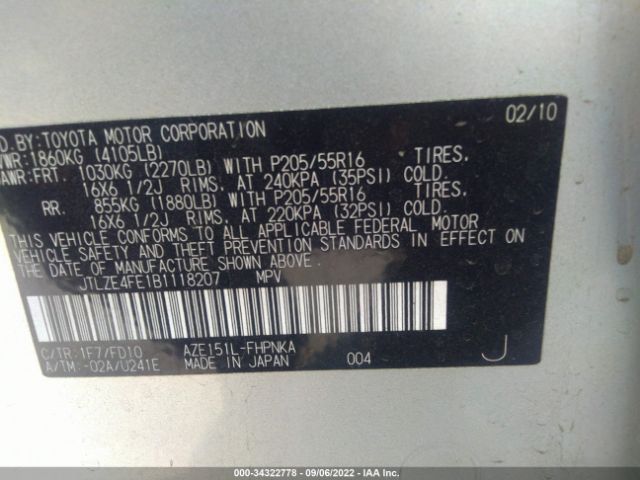 D. BY: TOYOTA MOTOR CORPORATION 02/10
VWR: 1860KG (4105LB)
AWR: FRT. 1030KG (2270LB) WITH P205/55R16 TIRES,
16X6 1/2J RIMS. AT 240KPA (35PSI) COLD.
RR. 855KG (1880LB) WITH P205/55R16 TIRES,
16X6 1/2J RIMS. AT 220KPA (32PSI) COLD.
THIS VEHICLE CONFORMS TO ALL APPLICABLE FEDERAL MOTOR
VEHICLE SAFETY AND THEFT PREVENTION STANDARDS IN EFFECT ON
THE DATE OF MANUFACTURE SHOWN ABOVE.
JTLZE4FE1B1118207 MPV
C/TR: 1F7/FD10 AZE151L-FHPNKA
A/TM: -02A/U241E MADE IN JAPAN 004 J
000-34322778 - 09/06/2022 - IAA Inc.